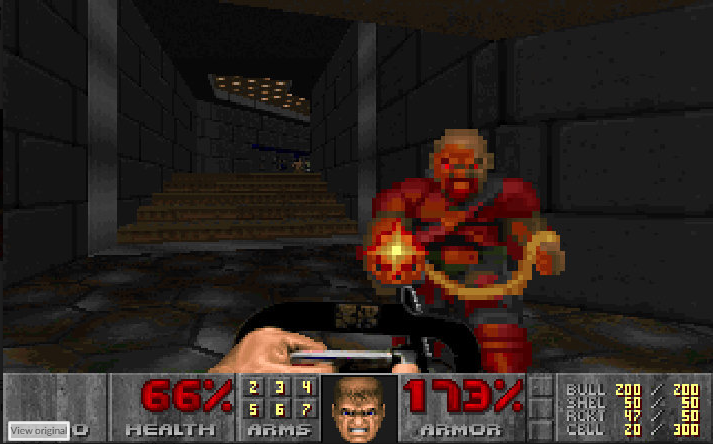 66% 2 3 4 173% BULL 200 / 200
5 6 7 SHEL 50 / 50
RCKT 47 / 50
View original O HEALTH ARMS ARMOR CELL 20 / 300